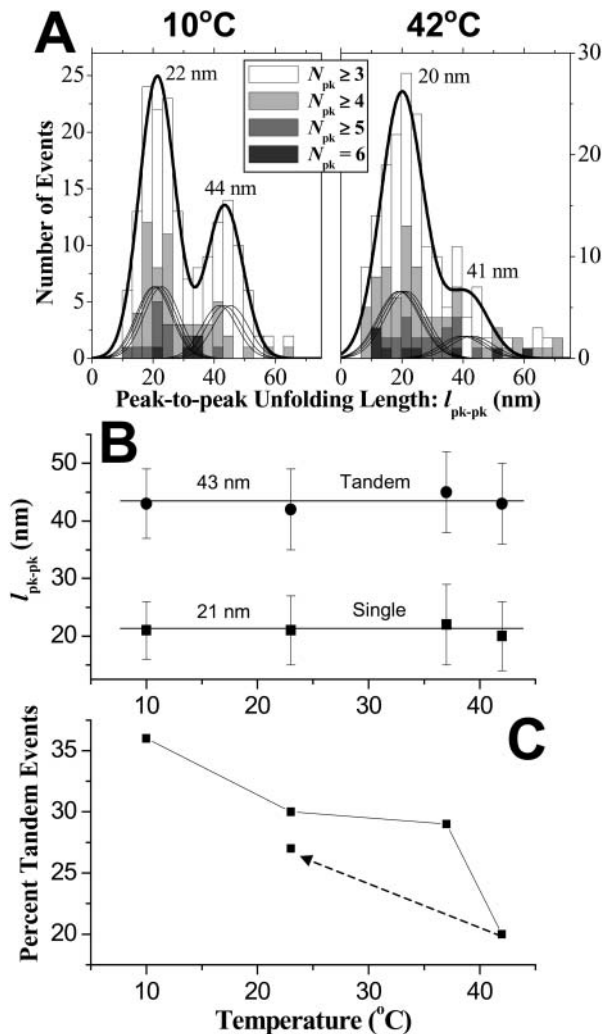 A
10°C
42°C
22 nm
44 nm
20 nm
41 nm
N_pk ≥ 3
N_pk ≥ 4
N_pk ≥ 5
N_pk = 6
Number of Events
25
20
15
10
5
0
30
20
10
0
0 20 40 60
0 20 40 60
Peak-to-peak Unfolding Length: l_pk-pk (nm)
B
l_pk-pk (nm)
50
40
30
20
43 nm Tandem
21 nm Single
10 20 30 40
C
Percent Tandem Events
35
30
25
20
10 20 30 40
Temperature (°C)